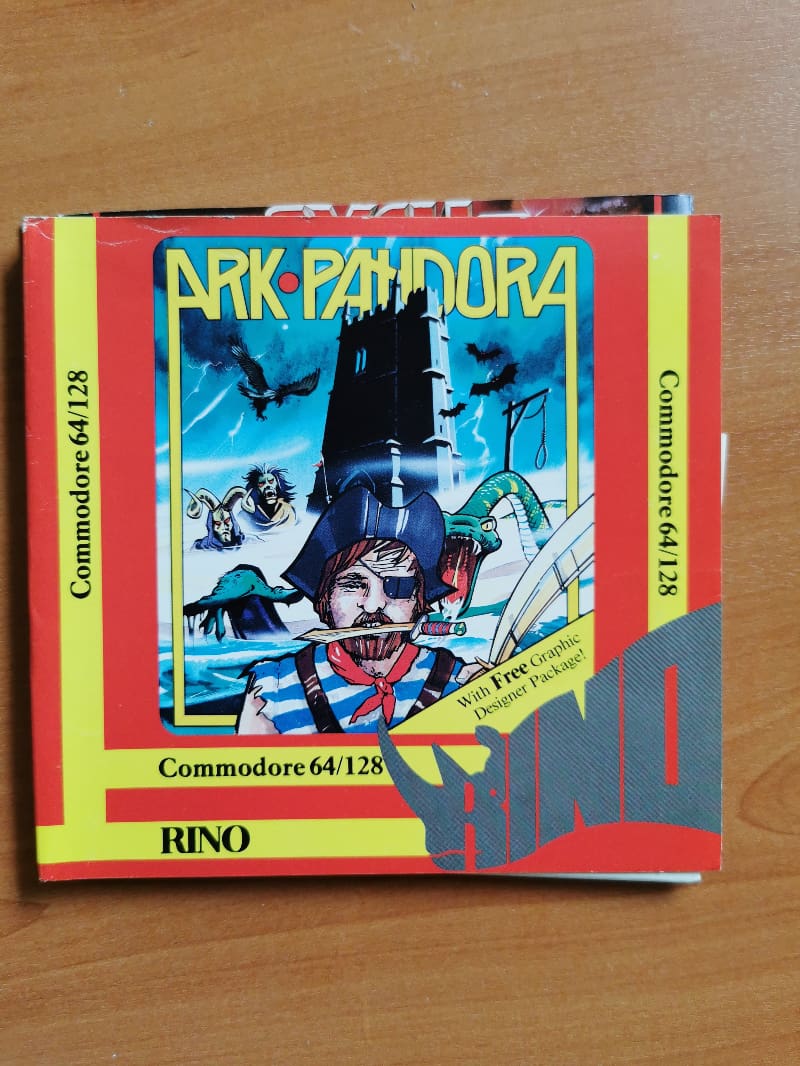 ARK•PANDORA
Commodore 64/128
Commodore 64/128
With Free Graphic
Designer Package!
RINO
Commodore 64/128
RINO